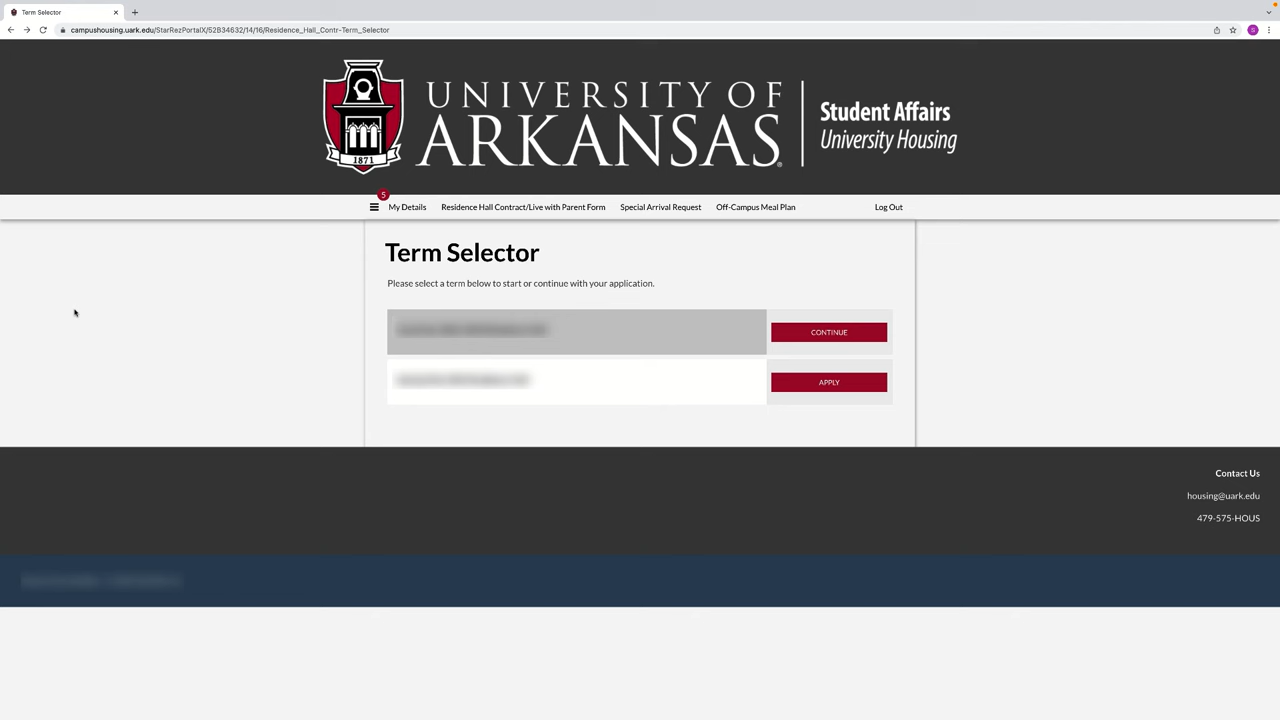 Term Selector
campushousing.uark.edu/StarRezPortalX/52B34632/14/16/Residence_Hall_Contr-Term_Selector
S
UNIVERSITY OF
ARKANSAS®
1871
Student Affairs
University Housing
5
My Details
Residence Hall Contract/Live with Parent Form
Special Arrival Request
Off-Campus Meal Plan
Log Out
Term Selector
Please select a term below to start or continue with your application.
CONTINUE
APPLY
Contact Us
housing@uark.edu
479-575-HOUS